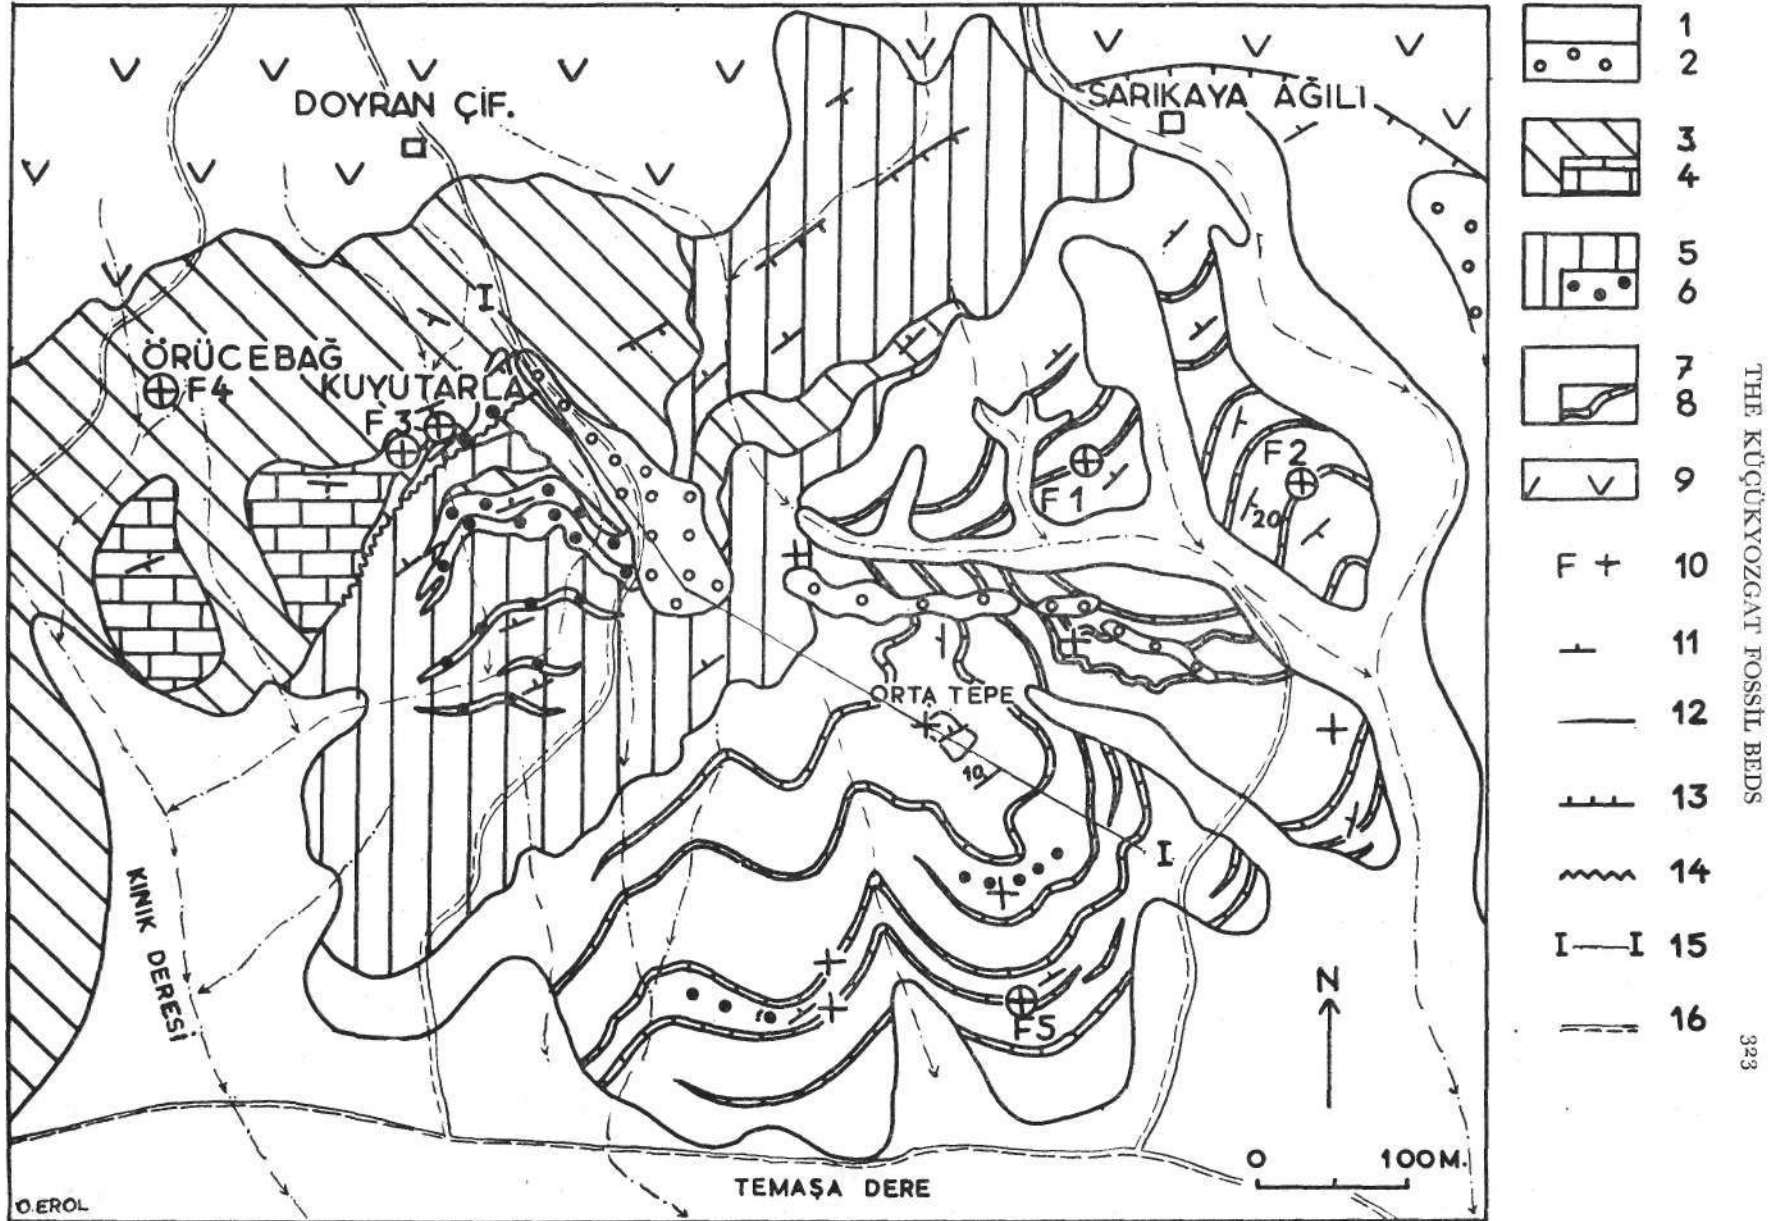 DOYRAN ÇİF.
SARIKAYA AĞILI
I
ÖRÜCEBAĞ
F4
KUYUTARLA
F3
F1
F2
20
ORTA TEPE
10
I
F5
KINIK DERESİ
N
0 100 M.
TEMAŞA DERE
O.EROL
1
2
3
4
5
6
7
8
9
F + 10
11
12
13
14
I—I 15
16
THE KÜÇÜKYOZGAT FOSSİL BEDS
323